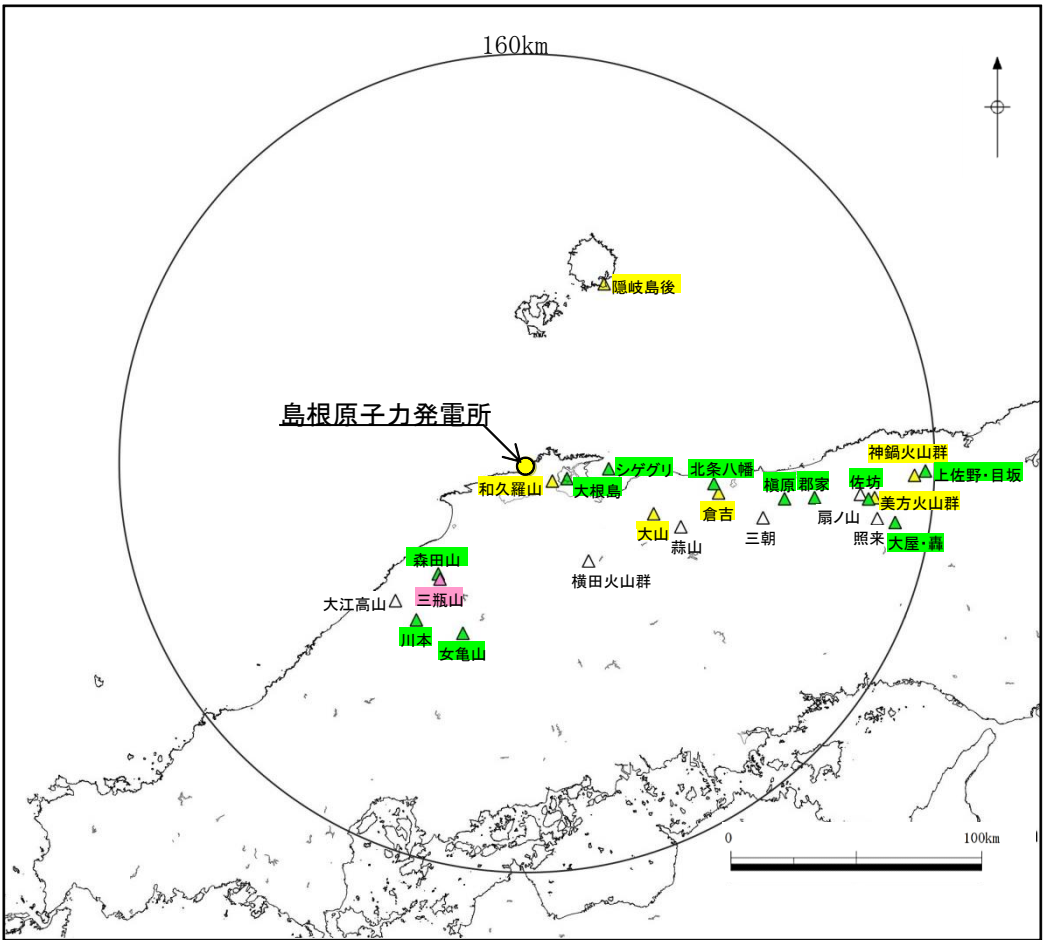 160km
隠岐島後
島根原子力発電所
神鍋火山群
シゲグリ
北条八幡
上佐野・目坂
和久羅山
大根島
槇原
郡家
佐坊
美方火山群
倉吉
扇ノ山
大山
三朝
照来
蒜山
大屋・轟
森田山
横田火山群
三瓶山
大江高山
川本
女亀山
0
100km